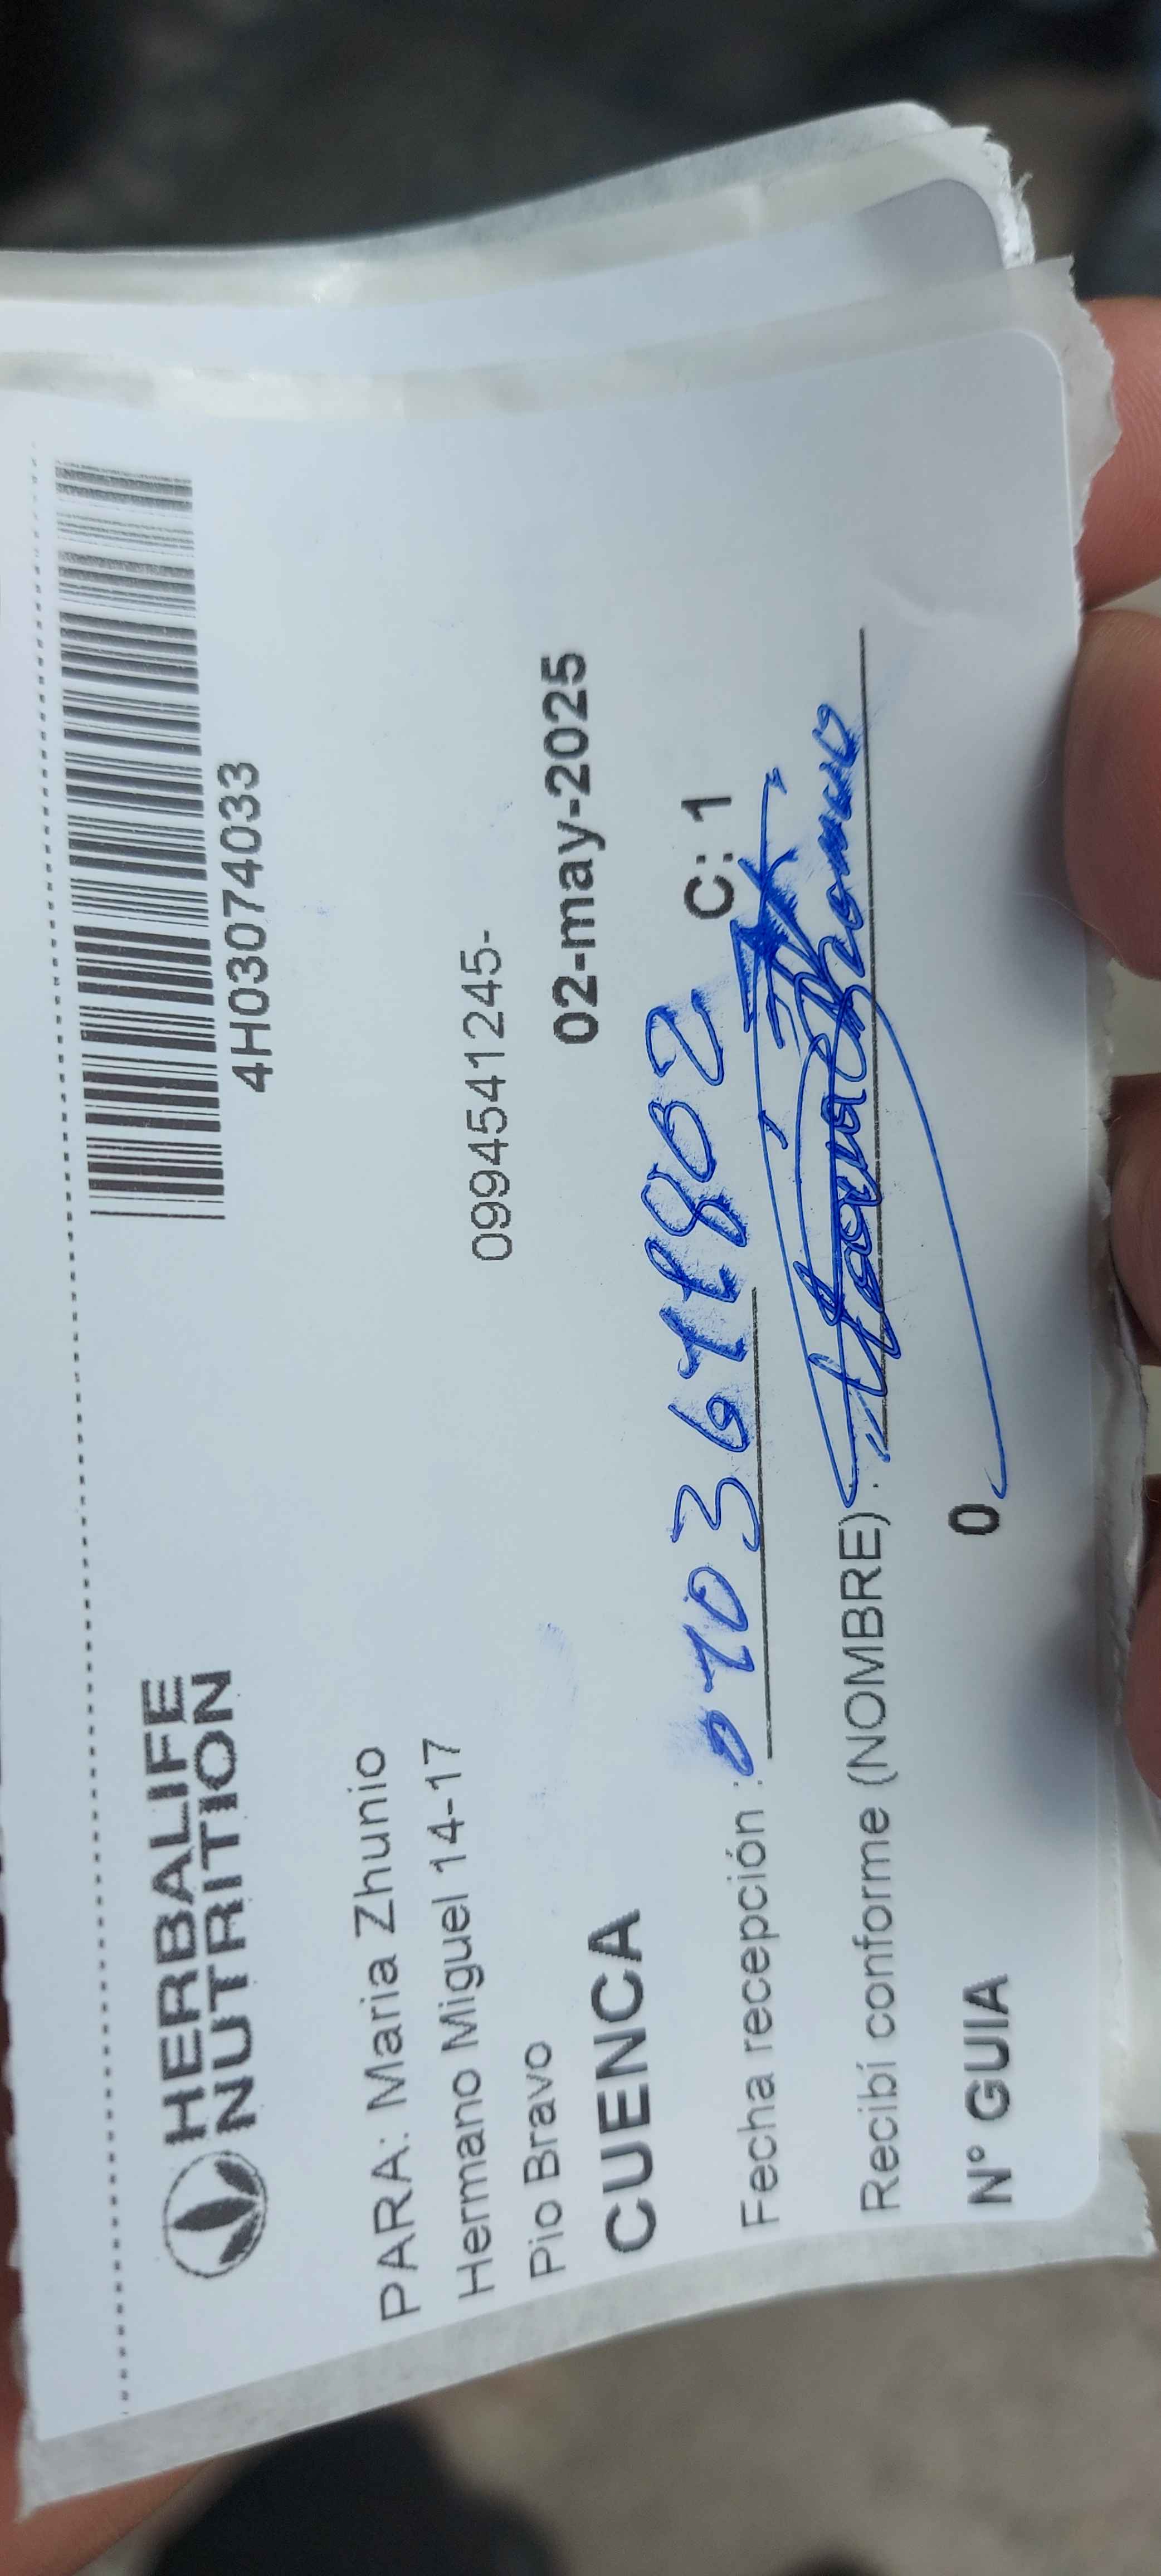 4H03074033
HERBALIFE
NUTRITION
PARA: Maria Zhunio
Hermano Miguel 14-17
Pio Bravo
0994541245-
CUENCA
02-may-2025
C: 1
Fecha recepción :
Recibí conforme (NOMBRE) :
N° GUIA 0